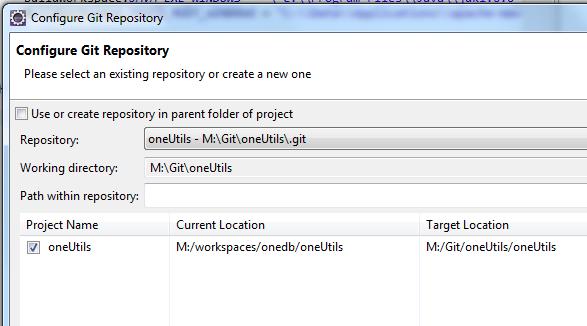 Configure Git Repository
Configure Git Repository
Please select an existing repository or create a new one
Use or create repository in parent folder of project
Repository: oneUtils - M:\Git\oneUtils\.git
Working directory: M:\Git\oneUtils
Path within repository:
Project Name Current Location Target Location
oneUtils M:/workspaces/onedb/oneUtils M:/Git/oneUtils/oneUtils